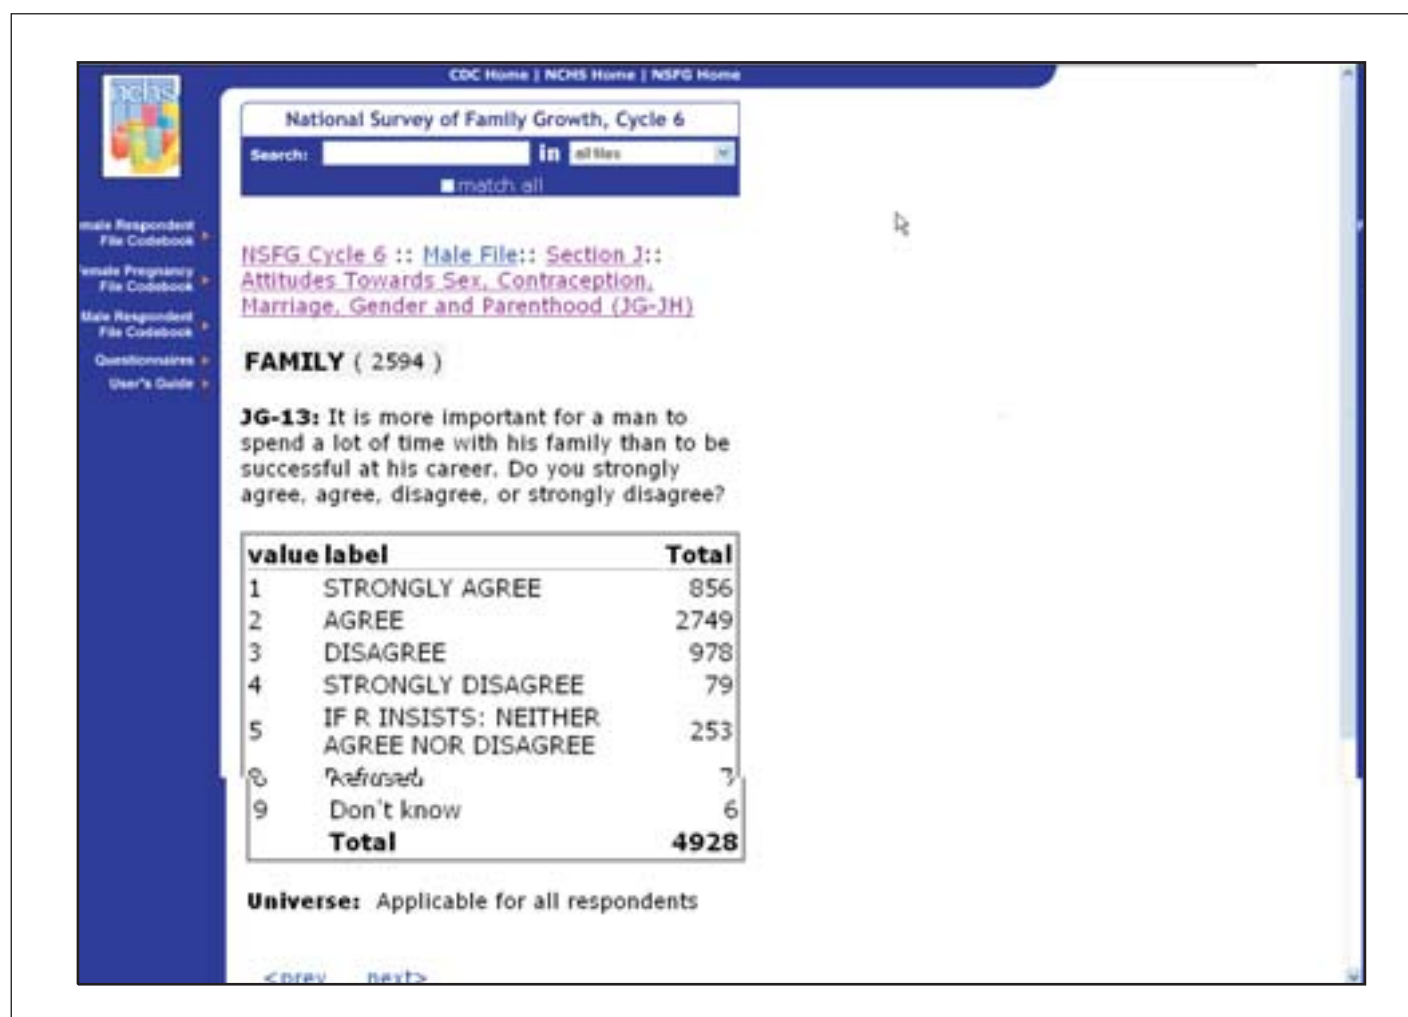 CDC Home | NCHS Home | NSFG Home
nchs
National Survey of Family Growth, Cycle 6
Search: in all files
match all
male Respondent
File Codebook
emale Pregnancy
File Codebook
Male Respondent
File Codebook
Questionnaires
User's Guide
NSFG Cycle 6 :: Male File:: Section J::
Attitudes Towards Sex, Contraception,
Marriage, Gender and Parenthood (JG-JH)
FAMILY ( 2594 )
JG-13: It is more important for a man to
spend a lot of time with his family than to be
successful at his career. Do you strongly
agree, agree, disagree, or strongly disagree?
value label Total
1 STRONGLY AGREE 856
2 AGREE 2749
3 DISAGREE 978
4 STRONGLY DISAGREE 79
5 IF R INSISTS: NEITHER 253
AGREE NOR DISAGREE
Refused
9 Don't know 6
Total 4928
Universe: Applicable for all respondents
<prev next>